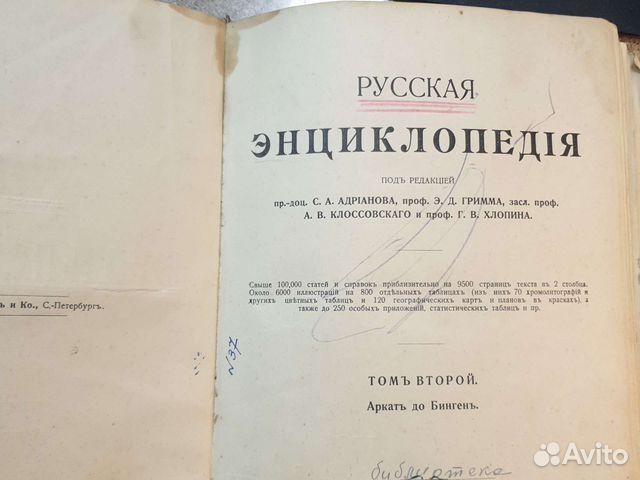 РУССКАЯ
ЭНЦИКЛОПЕДІЯ
ПОДЪ РЕДАКЦІЕЙ
пр.-доц. С. А. АДРІАНОВА, проф. Э. Д. ГРИММА, засл. проф.
А. В. КЛОССОВСКАГО и проф. Г. В. ХЛОПИНА.
Свыше 100,000 статей и справокъ приблизительно на 9500 страницъ текста въ 2 столбца.
Около 6000 иллюстрацій на 800 отдѣльныхъ таблицахъ (изъ нихъ 70 хромолитографій и
другихъ цвѣтныхъ таблицъ и 120 географическихъ картъ и плановъ въ краскахъ), а
также до 250 особыхъ приложеній, статистическихъ таблицъ и пр.
ъ и Ко., С.-Петербургъ.
N37
ТОМЪ ВТОРОЙ.
Аркатъ до Бингенъ.
библиотека
Avito